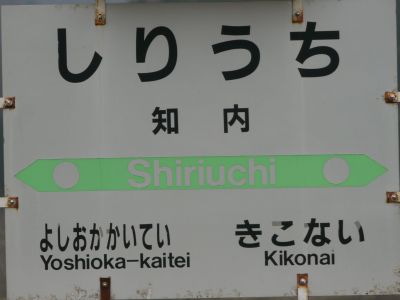 しりうち
知内
Shiriuchi
よしおかかいてい きこない
Yoshioka-kaitei Kikonai